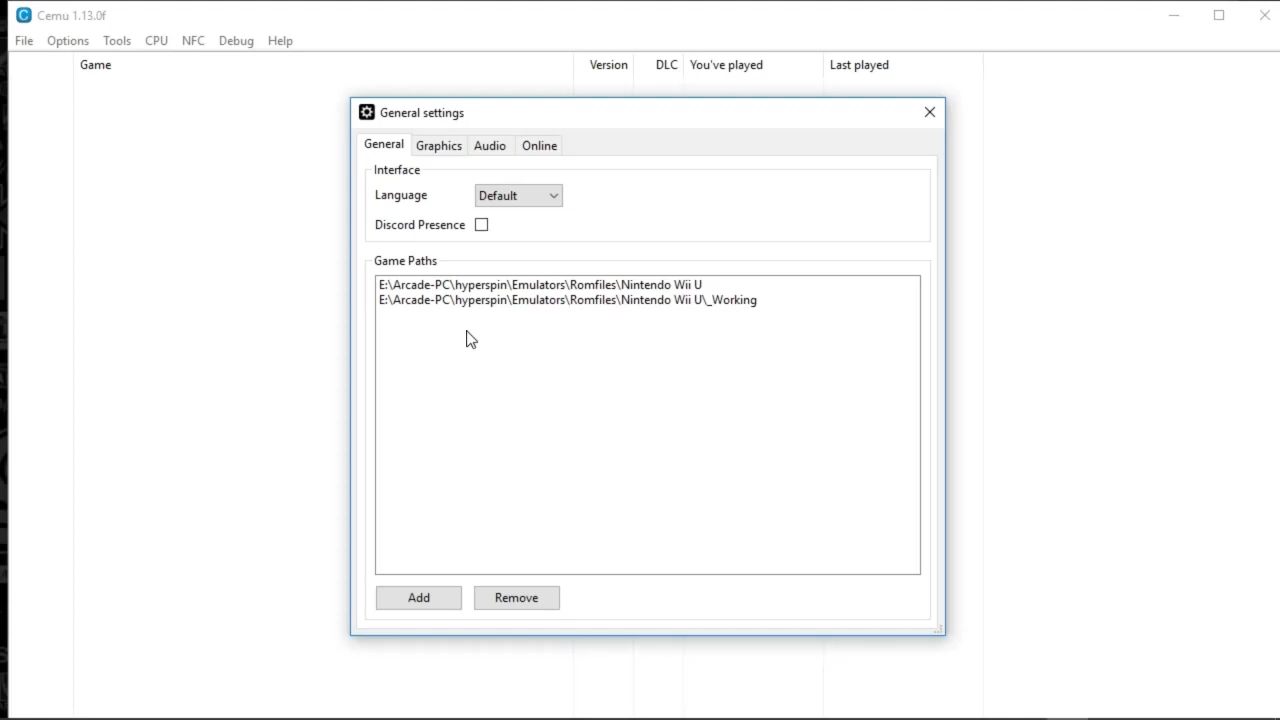 Cemu 1.13.0f
File Options Tools CPU NFC Debug Help
Game Version DLC You've played Last played
General settings
General Graphics Audio Online
Interface
Language Default
Discord Presence
Game Paths
E:\Arcade-PC\hyperspin\Emulators\Romfiles\Nintendo Wii U
E:\Arcade-PC\hyperspin\Emulators\Romfiles\Nintendo Wii U\_Working
Add Remove